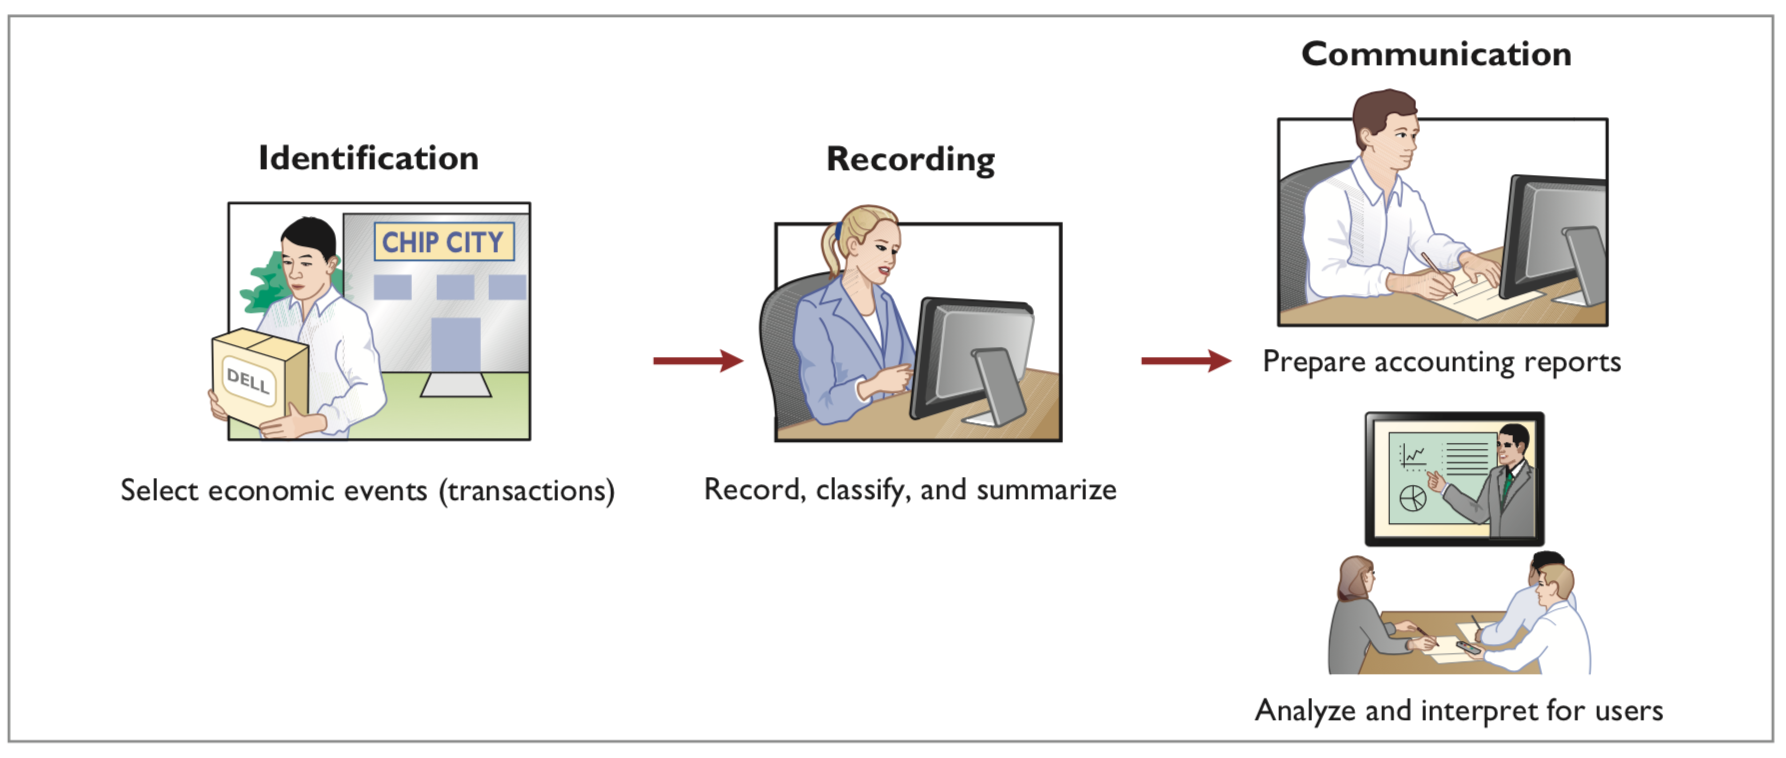 Identification
CHIP CITY
DELL
Select economic events (transactions)
Recording
Record, classify, and summarize
Communication
Prepare accounting reports
Analyze and interpret for users